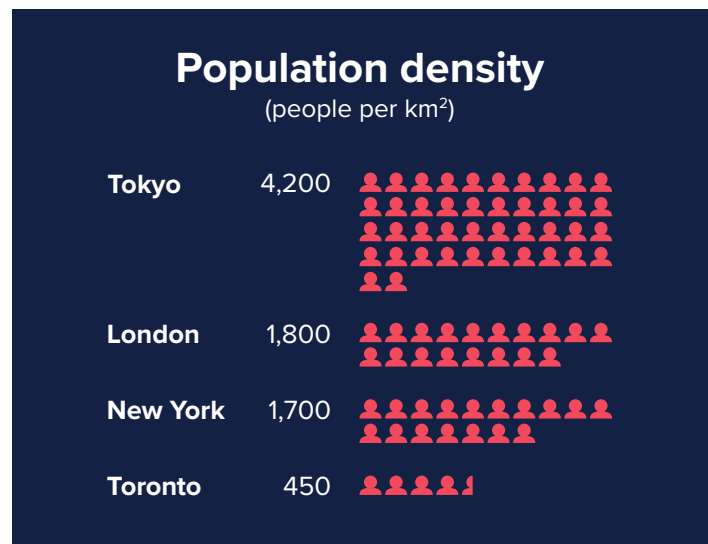 Population density
(people per km²)
Tokyo 4,200
London 1,800
New York 1,700
Toronto 450